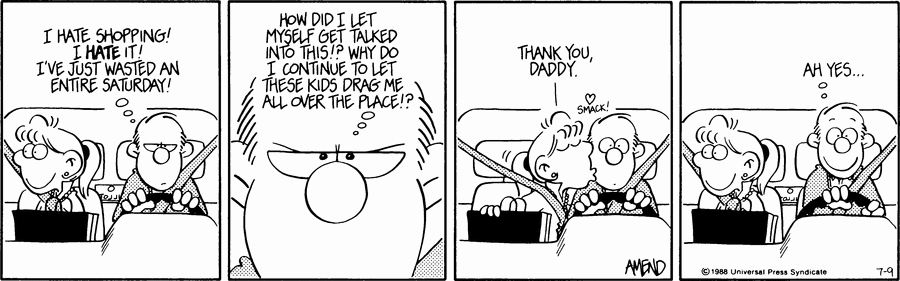 I HATE SHOPPING!
I HATE IT!
I'VE JUST WASTED AN
ENTIRE SATURDAY!
HOW DID I LET
MYSELF GET TALKED
INTO THIS!? WHY DO
I CONTINUE TO LET
THESE KIDS DRAG ME
ALL OVER THE PLACE!?
THANK YOU,
DADDY.
SMACK!
AMEND
AH YES...
©1988 Universal Press Syndicate
7-9